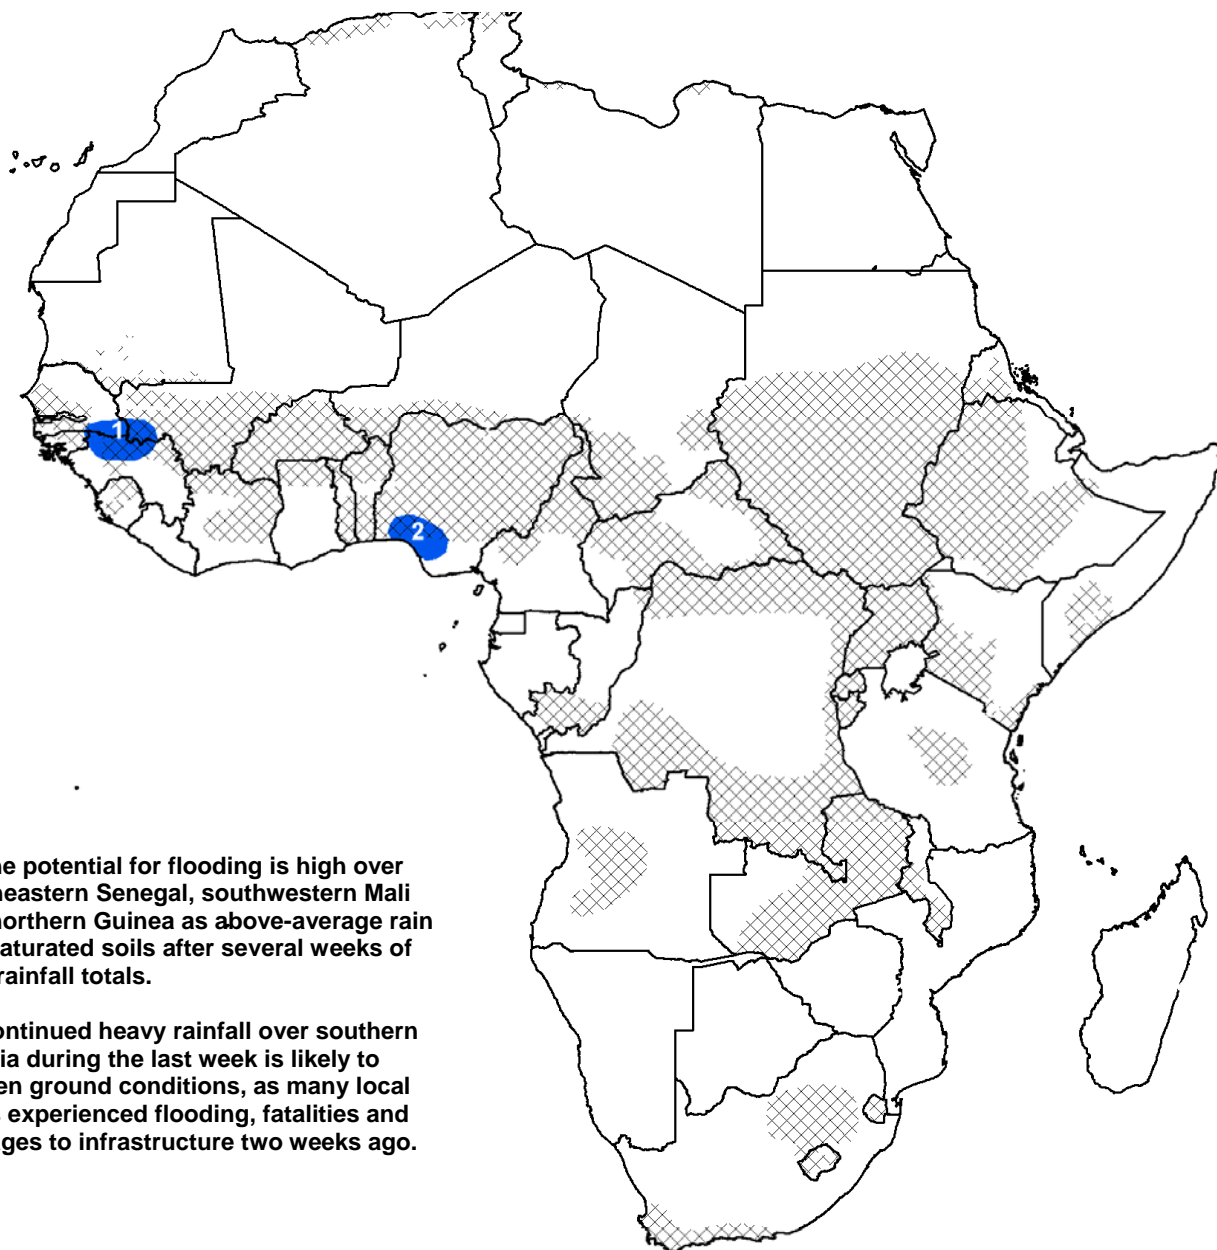 1
2
he potential for flooding is high over
heastern Senegal, southwestern Mali
northern Guinea as above-average rain
aturated soils after several weeks of
rainfall totals.
ontinued heavy rainfall over southern
ia during the last week is likely to
en ground conditions, as many local
s experienced flooding, fatalities and
ges to infrastructure two weeks ago.